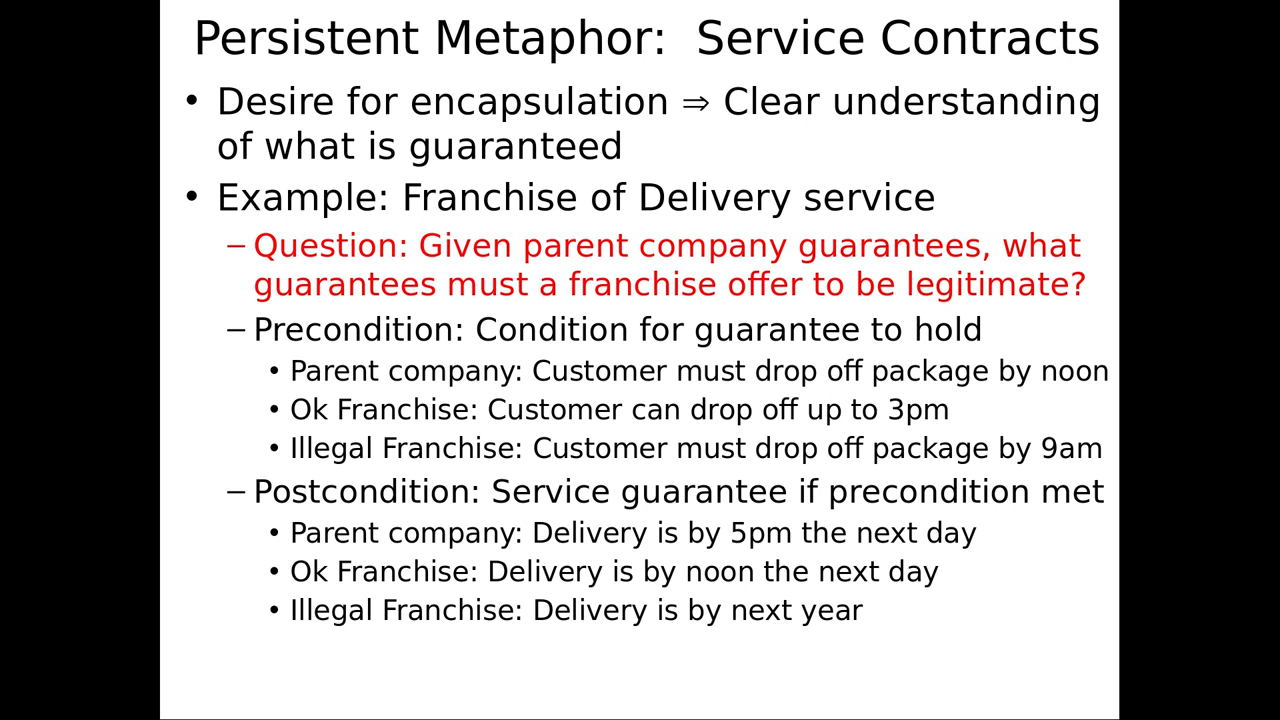 Persistent Metaphor:  Service Contracts
• Desire for encapsulation ⇒ Clear understanding
of what is guaranteed
• Example: Franchise of Delivery service
– Question: Given parent company guarantees, what
guarantees must a franchise offer to be legitimate?
– Precondition: Condition for guarantee to hold
• Parent company: Customer must drop off package by noon
• Ok Franchise: Customer can drop off up to 3pm
• Illegal Franchise: Customer must drop off package by 9am
– Postcondition: Service guarantee if precondition met
• Parent company: Delivery is by 5pm the next day
• Ok Franchise: Delivery is by noon the next day
• Illegal Franchise: Delivery is by next year